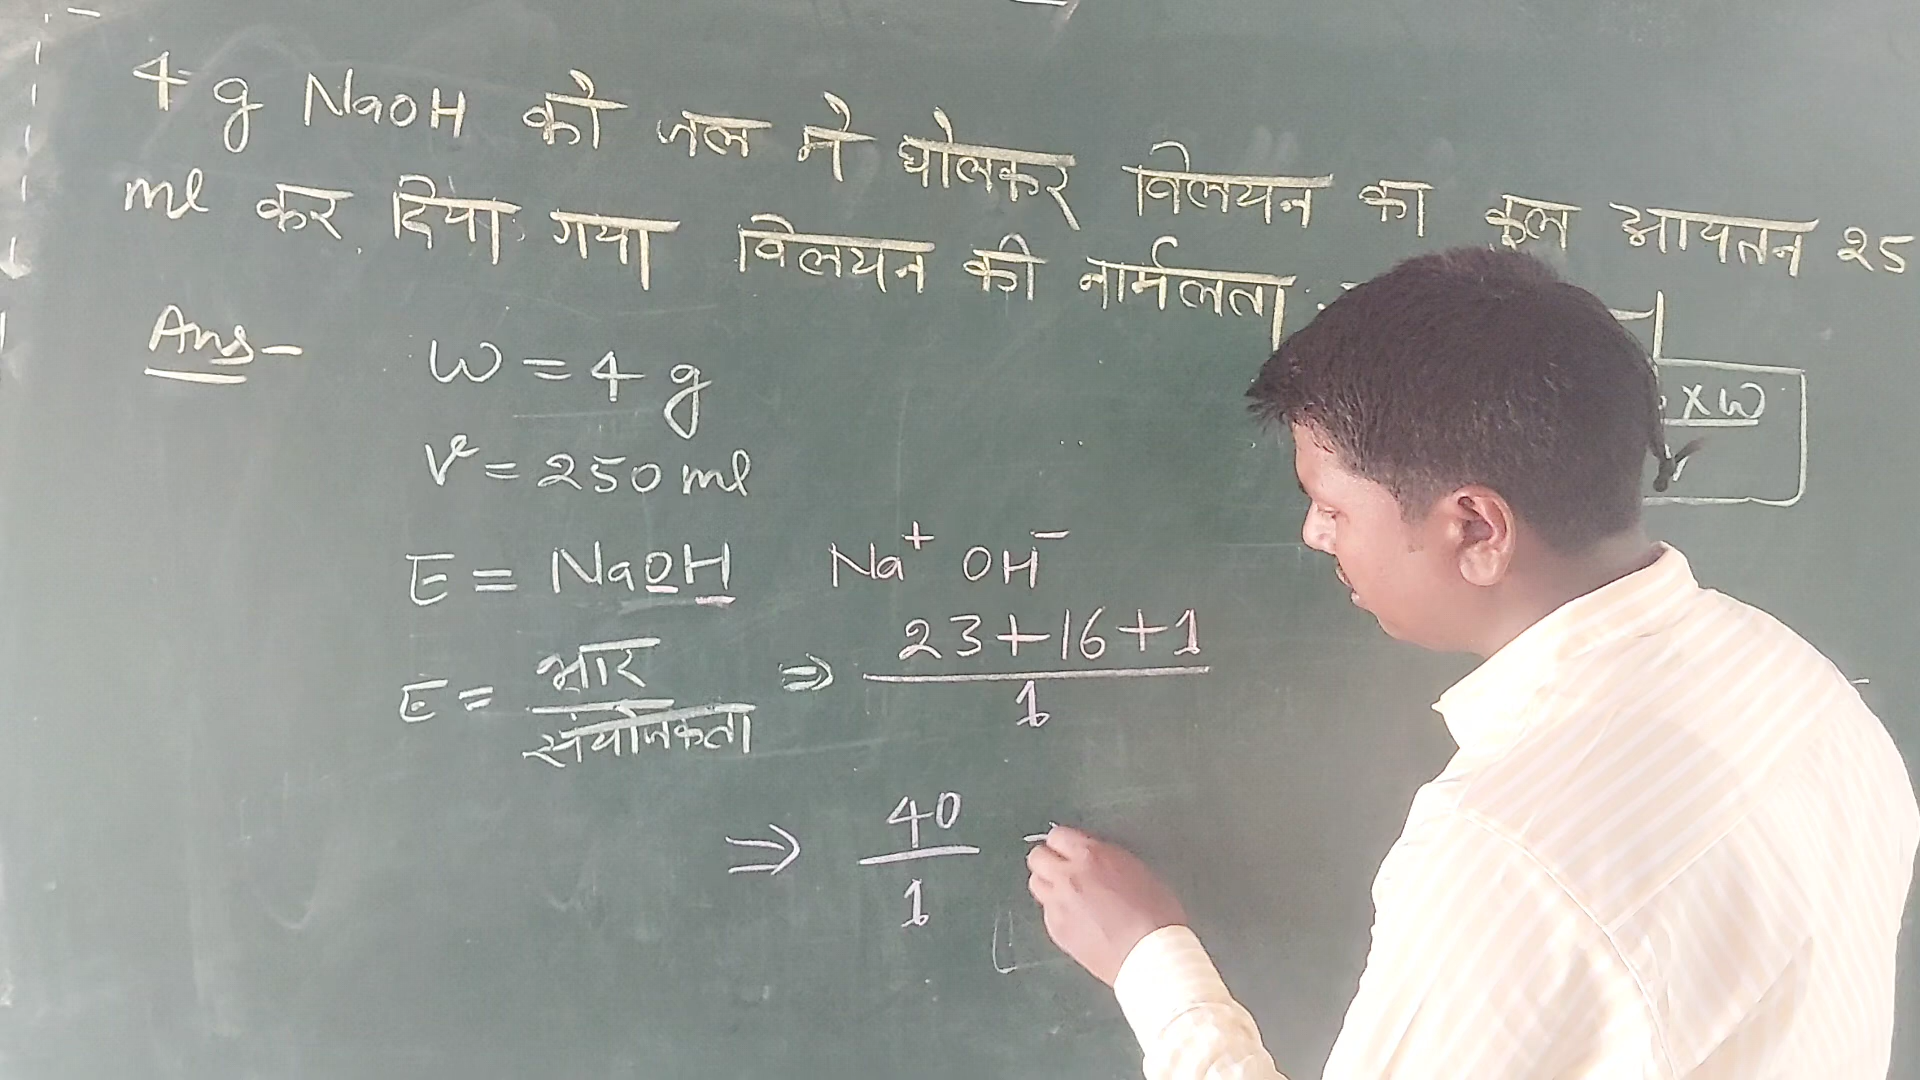 4 g NaOH को जल मे घोलकर विलयन का कुल आयतन 25
ml कर दिया गया विलयन की नार्मलता
Ans-
W = 4 g
× W
V = 250 ml
E = NaOH Na⁺ OH⁻
E = भार/संयोजकता ⇒ 23+16+1/1
⇒ 40/1